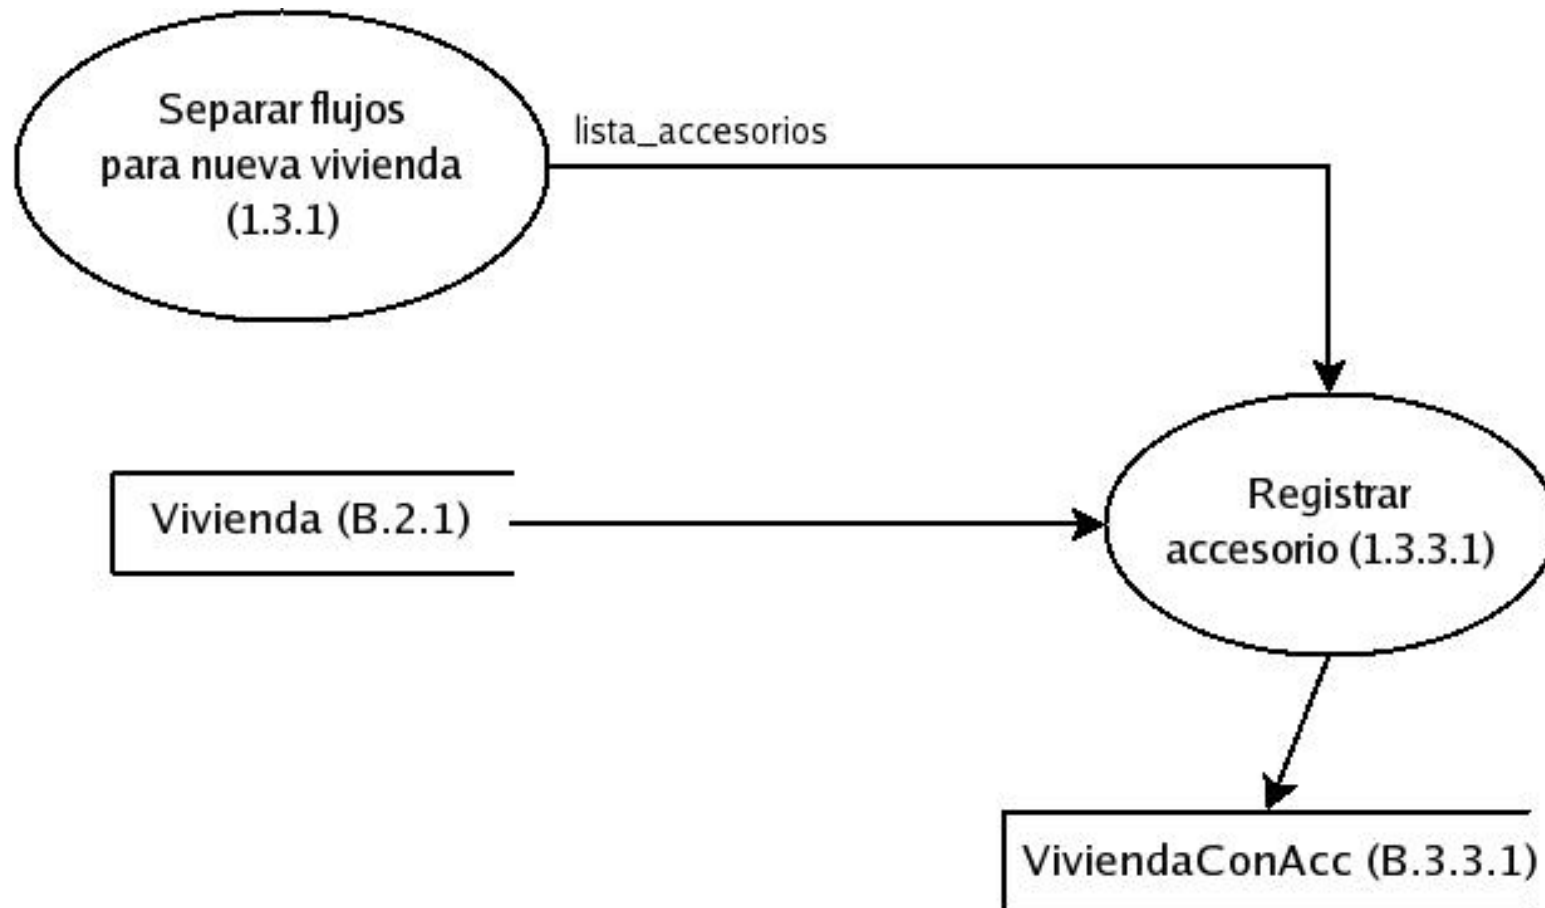 Separar flujos
para nueva vivienda
(1.3.1)
lista_accesorios
Vivienda (B.2.1)
Registrar
accesorio (1.3.3.1)
ViviendaConAcc (B.3.3.1)